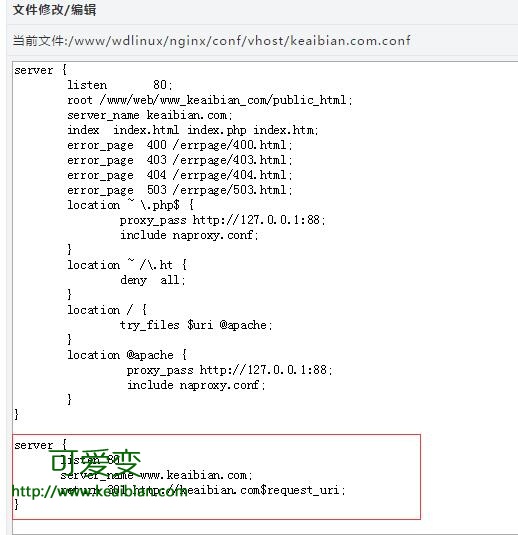 文件修改/编辑
当前文件:/www/wdlinux/nginx/conf/vhost/keaibian.com.conf
server {
listen 80;
root /www/web/www_keaibian_com/public_html;
server_name keaibian.com;
index index.html index.php index.htm;
error_page 400 /errpage/400.html;
error_page 403 /errpage/403.html;
error_page 404 /errpage/404.html;
error_page 503 /errpage/503.html;
location ~ \.php$ {
proxy_pass http://127.0.0.1:88;
include naproxy.conf;
}
location ~ /\.ht {
deny all;
}
location / {
try_files $uri @apache;
}
location @apache {
proxy_pass http://127.0.0.1:88;
include naproxy.conf;
}
}
server {
listen 80;
可爱变
server_name www.keaibian.com;
return 301 http://keaibian.com$request_uri;
http://www.keaibian.com
}